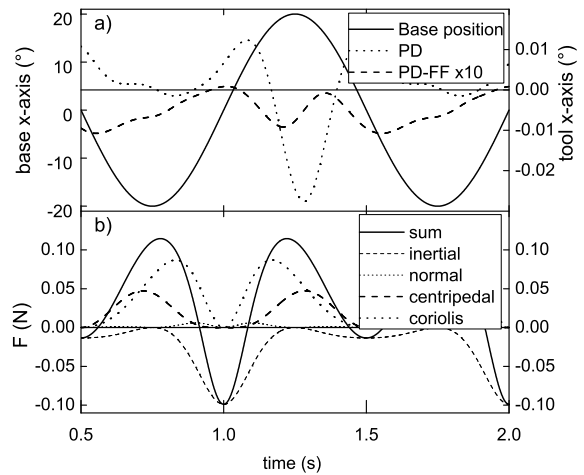 a)
Base position
PD
PD-FF x10
20
10
0
-10
-20
base x-axis (°)
0.01
0.00
-0.01
-0.02
tool x-axis (°)
b)
sum
inertial
normal
centripedal
coriolis
0.10
0.05
0.00
-0.05
-0.10
F (N)
0.10
0.05
0.00
-0.05
-0.10
0.5
1.0
1.5
2.0
time (s)